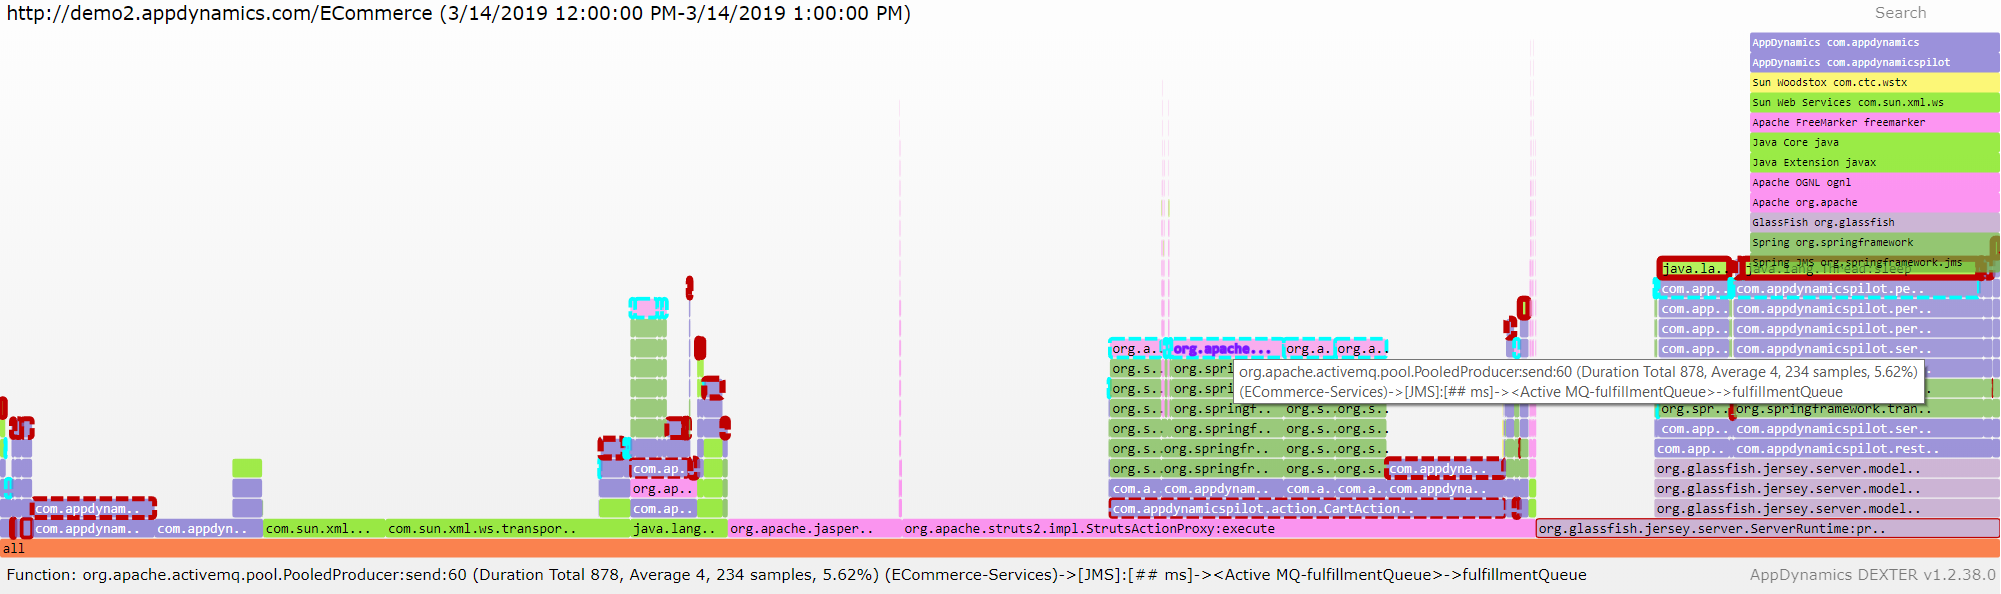 http://demo2.appdynamics.com/ECommerce (3/14/2019 12:00:00 PM-3/14/2019 1:00:00 PM)
Search
AppDynamics com.appdynamics
AppDynamics com.appdynamicspilot
Sun Woodstox com.ctc.wstx
Sun Web Services com.sun.xml.ws
Apache FreeMarker freemarker
Java Core java
Java Extension javax
Apache OGNL ognl
Apache org.apache
GlassFish org.glassfish
Spring org.springframework
Spring JMS org.springframework.jms
java.la.. java.lang.Thread:sleep
com.app.. com.appdynamicspilot.pe..
com.app.. com.appdynamicspilot.per..
com.app.. com.appdynamicspilot.per..
org.a.. org.apache... org.a.. org.a.. com.app.. com.appdynamicspilot.ser..
org.s.. org.spri
org.apache.activemq.pool.PooledProducer:send:60 (Duration Total 878, Average 4, 234 samples, 5.62%)
org.s.. org.spri
(ECommerce-Services)->[JMS]:[## ms]-><Active MQ-fulfillmentQueue>->fulfillmentQueue
org.s.. org.springf.. org.s.. org.s.. org.spr.. org.springframework.tran..
org.s.. org.springf.. org.s.. org.s.. com.app.. com.appdynamicspilot.ser..
org.s.. org.springfr.. org.s.. org.s.. com.app.. com.appdynamicspilot.rest..
com.ap.. org.s.. org.springfr.. org.s.. org.s.. com.appdyna.. org.glassfish.jersey.server.model..
org.ap.. com.a.. com.appdynam.. com.a.. com.a.. com.appdyna.. org.glassfish.jersey.server.model..
com.appdynam.. com.ap.. com.appdynamicspilot.action.CartAction.. org.glassfish.jersey.server.model..
com.appdynam.. com.appdyn.. com.sun.xml... com.sun.xml.ws.transpor.. java.lang.. org.apache.jasper.. org.apache.struts2.impl.StrutsActionProxy:execute org.glassfish.jersey.server.ServerRuntime:pr..
all
Function: org.apache.activemq.pool.PooledProducer:send:60 (Duration Total 878, Average 4, 234 samples, 5.62%) (ECommerce-Services)->[JMS]:[## ms]-><Active MQ-fulfillmentQueue>->fulfillmentQueue
AppDynamics DEXTER v1.2.38.0